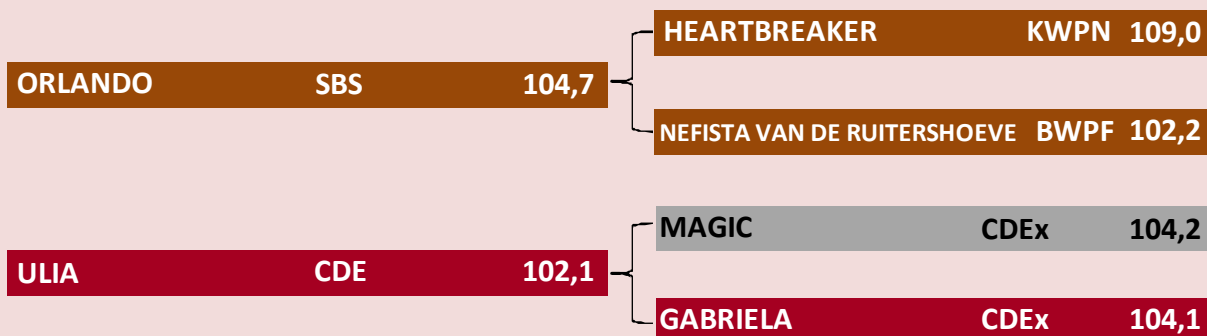 HEARTBREAKER KWPN 109,0
ORLANDO SBS 104,7
NEFISTA VAN DE RUITERSHOEVE BWPF 102,2
MAGIC CDEx 104,2
ULIA CDE 102,1
GABRIELA CDEx 104,1